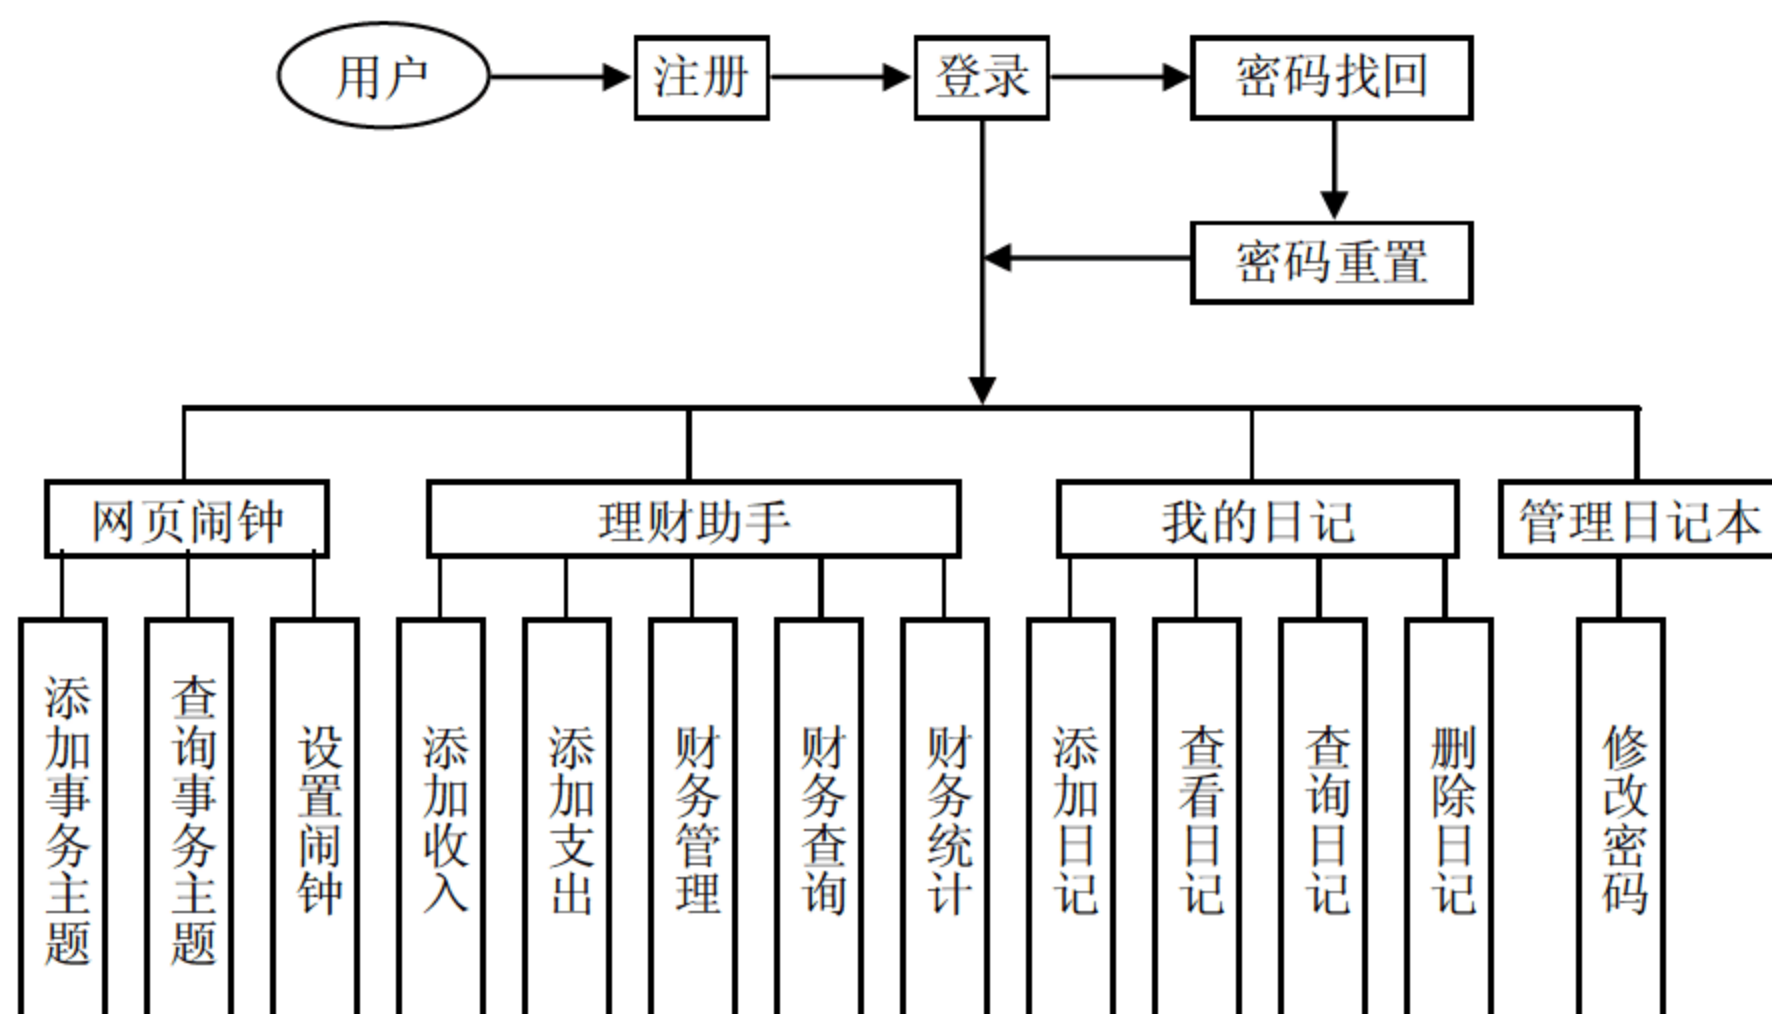 用户
注册
登录
密码找回
密码重置
网页闹钟
理财助手
我的日记
管理日记本
添加事务主题
查询事务主题
设置闹钟
添加收入
添加支出
财务管理
财务查询
财务统计
添加日记
查看日记
查询日记
删除日记
修改密码